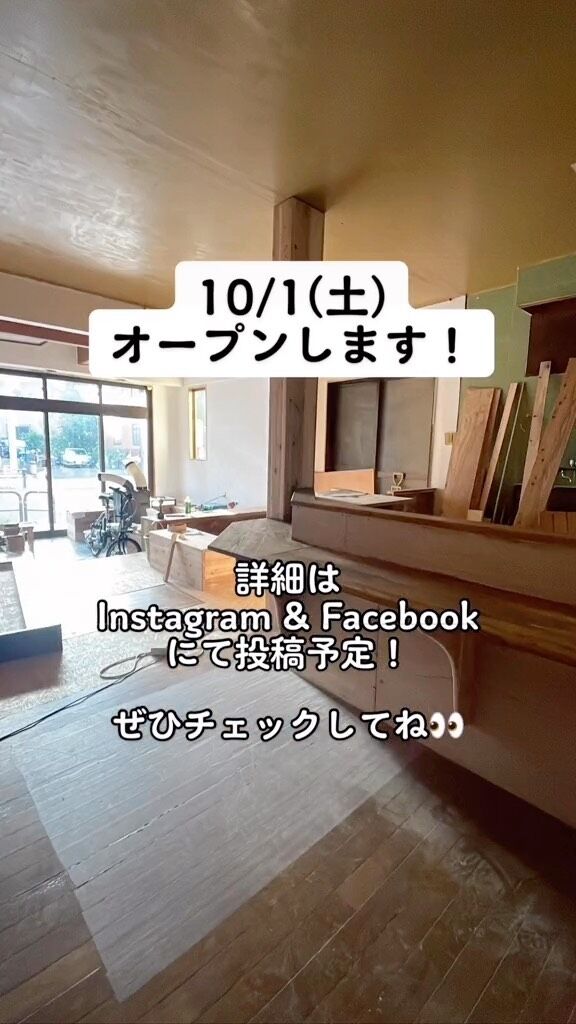 10/1(土)
オープンします！
詳細は
Instagram & Facebook
にて投稿予定！
ぜひチェックしてね👀